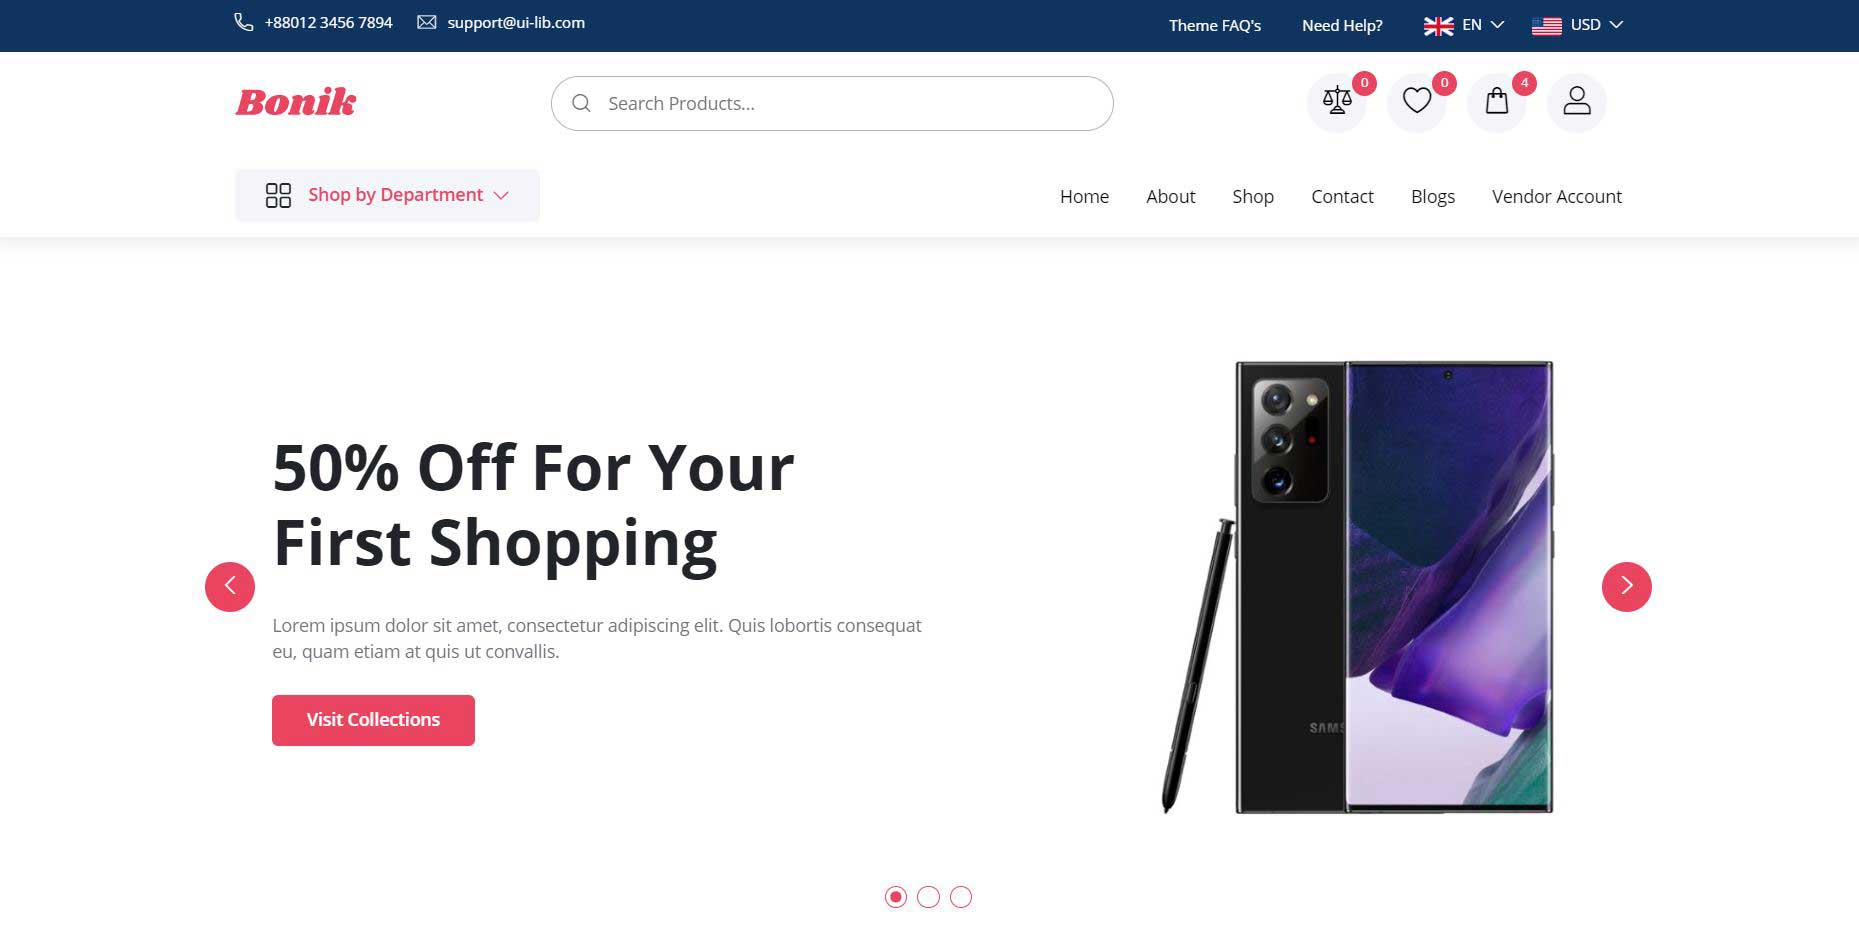 +88012 3456 7894 support@ui-lib.com Theme FAQ's Need Help? EN USD
Bonik Search Products... 0 0 4
Shop by Department Home About Shop Contact Blogs Vendor Account
50% Off For Your
First Shopping
Lorem ipsum dolor sit amet, consectetur adipiscing elit. Quis lobortis consequat
eu, quam etiam at quis ut convallis.
Visit Collections
SAMS